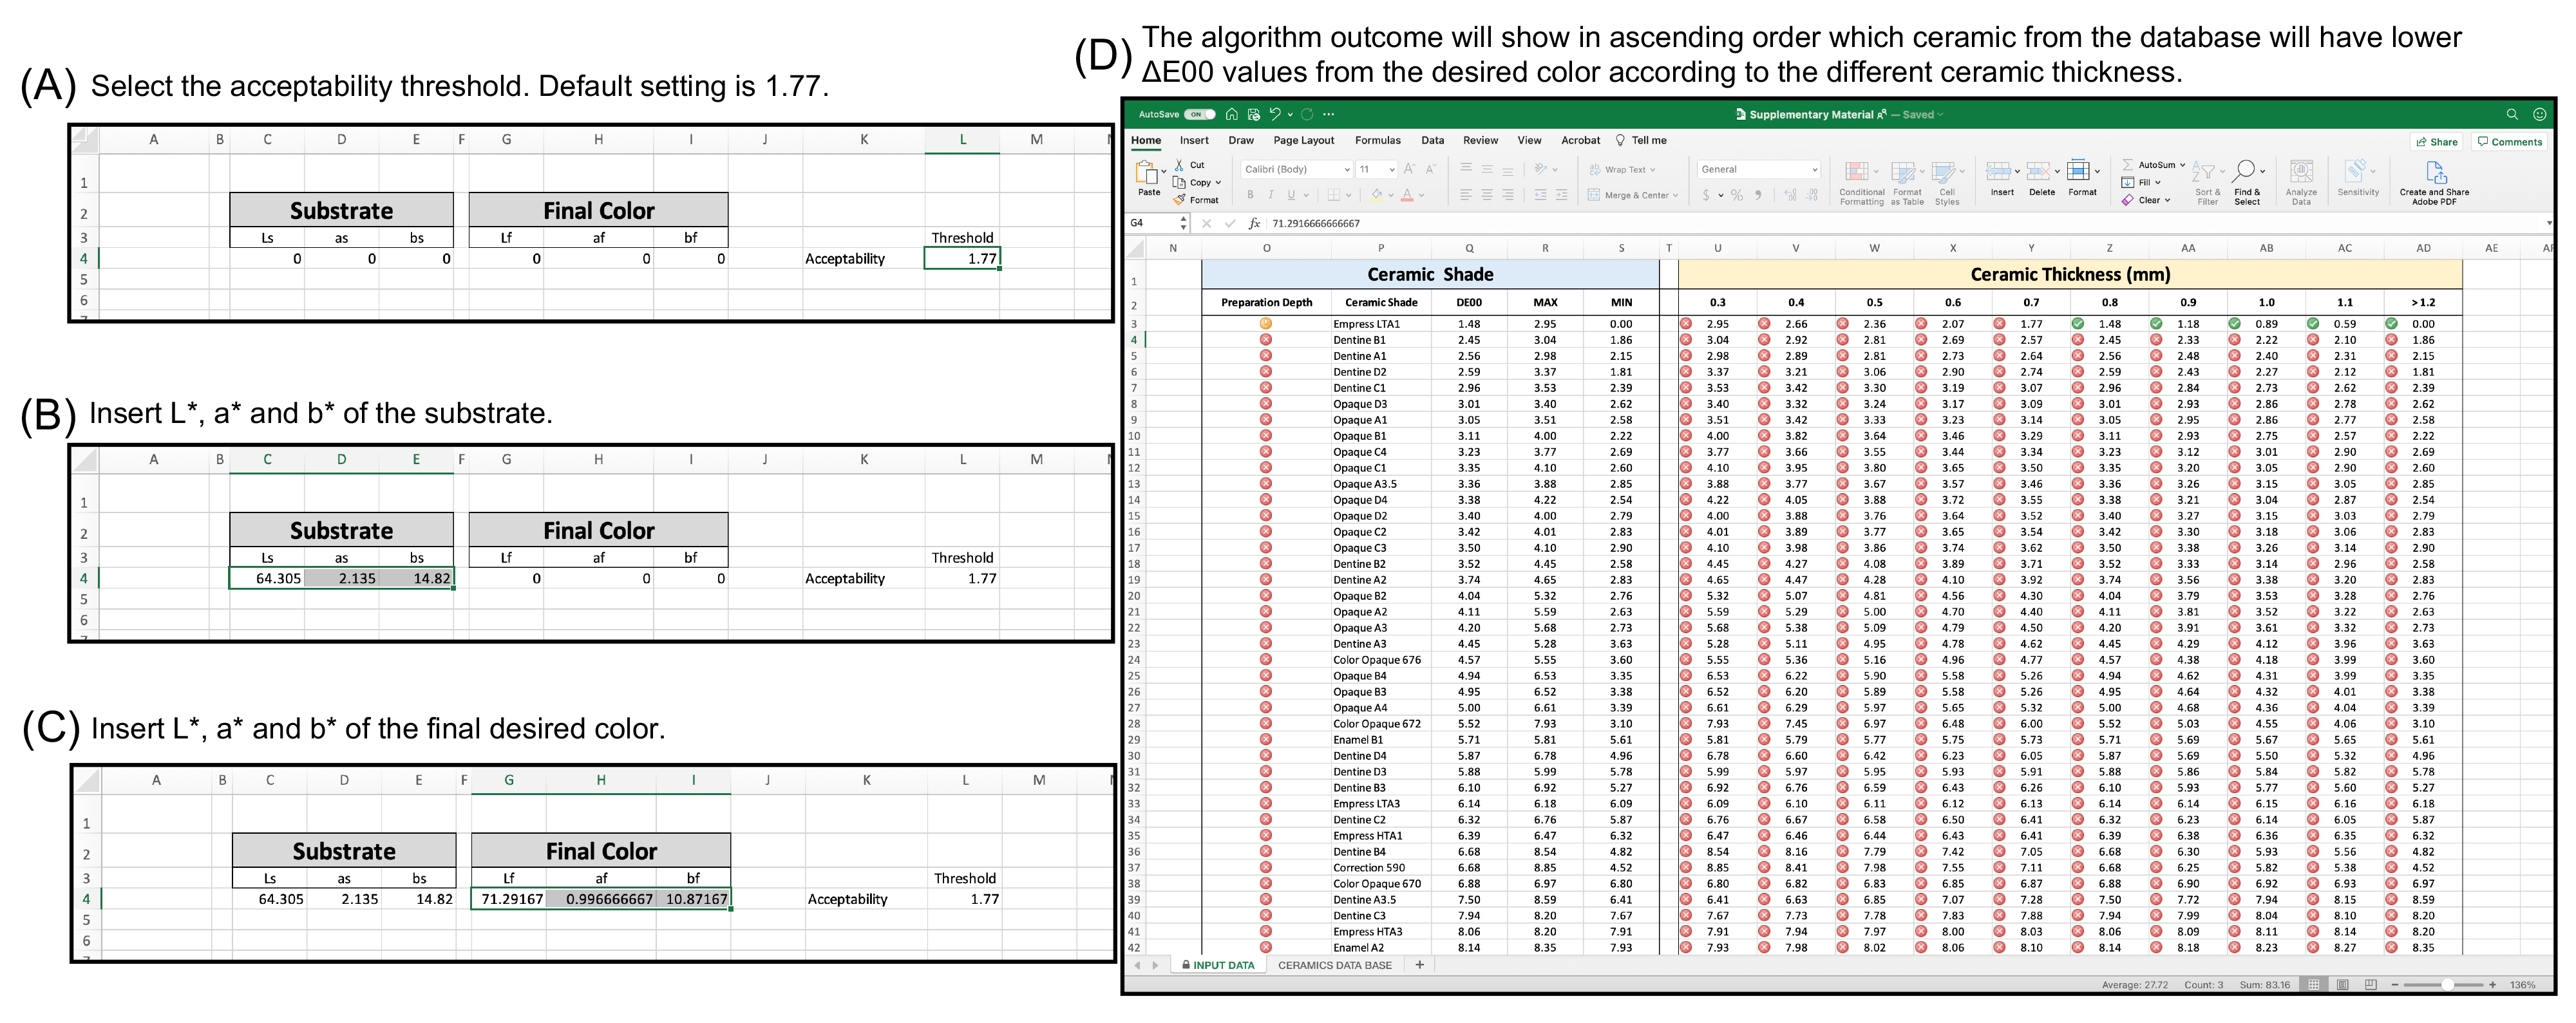 (A) Select the acceptability threshold. Default setting is 1.77.
A B C D E F G H I J K L M
1
2 Substrate Final Color
3 Ls as bs Lf af bf Threshold
4 0 0 0 0 0 0 Acceptability 1.77
5
6
(B) Insert L*, a* and b* of the substrate.
A B C D E F G H I J K L M
1
2 Substrate Final Color
3 Ls as bs Lf af bf Threshold
4 64.305 2.135 14.82 0 0 0 Acceptability 1.77
5
6
(C) Insert L*, a* and b* of the final desired color.
A B C D E F G H I J K L M
1
2 Substrate Final Color
3 Ls as bs Lf af bf Threshold
4 64.305 2.135 14.82 71.29167 0.996666667 10.87167 Acceptability 1.77
5
6
(D) The algorithm outcome will show in ascending order which ceramic from the database will have lower
ΔE00 values from the desired color according to the different ceramic thickness.
AutoSave ON Supplementary Material — Saved
Home Insert Draw Page Layout Formulas Data Review View Acrobat Tell me Share Comments
Paste Cut Copy Format Calibri (Body) 11 B I U Wrap Text Merge & Center General $ % Conditional Formatting Format as Table Cell Styles Insert Delete Format AutoSum Fill Clear Sort & Filter Find & Select Analyze Data Sensitivity Create and Share Adobe PDF
G4 fx 71.2916666666667
N O P Q R S T U V W X Y Z AA AB AC AD AE
1 Ceramic Shade Ceramic Thickness (mm)
2 Preparation Depth Ceramic Shade DE00 MAX MIN 0.3 0.4 0.5 0.6 0.7 0.8 0.9 1.0 1.1 >1.2
3 Empress LTA1 1.48 2.95 0.00 2.95 2.66 2.36 2.07 1.77 1.48 1.18 0.89 0.59 0.00
4 Dentine B1 2.45 3.04 1.86 3.04 2.92 2.81 2.69 2.57 2.45 2.33 2.22 2.10 1.86
5 Dentine A1 2.56 2.98 2.15 2.98 2.89 2.81 2.73 2.64 2.56 2.48 2.40 2.31 2.15
6 Dentine D2 2.59 3.37 1.81 3.37 3.21 3.06 2.90 2.74 2.59 2.43 2.27 2.12 1.81
7 Dentine C1 2.96 3.53 2.39 3.53 3.42 3.30 3.19 3.07 2.96 2.84 2.73 2.62 2.39
8 Opaque D3 3.01 3.40 2.62 3.40 3.32 3.24 3.17 3.09 3.01 2.93 2.86 2.78 2.62
9 Opaque A1 3.05 3.51 2.58 3.51 3.42 3.33 3.23 3.14 3.05 2.95 2.86 2.77 2.58
10 Opaque B1 3.11 4.00 2.22 4.00 3.82 3.64 3.46 3.29 3.11 2.93 2.75 2.57 2.22
11 Opaque C4 3.23 3.77 2.69 3.77 3.66 3.55 3.44 3.34 3.23 3.12 3.01 2.90 2.69
12 Opaque C1 3.35 4.10 2.60 4.10 3.95 3.80 3.65 3.50 3.35 3.20 3.05 2.90 2.60
13 Opaque A3.5 3.36 3.88 2.85 3.88 3.77 3.67 3.57 3.46 3.36 3.26 3.15 3.05 2.85
14 Opaque D4 3.38 4.22 2.54 4.22 4.05 3.88 3.72 3.55 3.38 3.21 3.04 2.87 2.54
15 Opaque D2 3.40 4.00 2.79 4.00 3.88 3.76 3.64 3.52 3.40 3.27 3.15 3.03 2.79
16 Opaque C2 3.42 4.01 2.83 4.01 3.89 3.77 3.65 3.54 3.42 3.30 3.18 3.06 2.83
17 Opaque C3 3.50 4.10 2.90 4.10 3.98 3.86 3.74 3.62 3.50 3.38 3.26 3.14 2.90
18 Dentine B2 3.52 4.45 2.58 4.45 4.27 4.08 3.89 3.71 3.52 3.33 3.14 2.96 2.58
19 Dentine A2 3.74 4.65 2.83 4.65 4.47 4.28 4.10 3.92 3.74 3.56 3.38 3.20 2.83
20 Opaque B2 4.04 5.32 2.76 5.32 5.07 4.81 4.56 4.30 4.04 3.79 3.53 3.28 2.76
21 Opaque A2 4.11 5.59 2.63 5.59 5.29 5.00 4.70 4.40 4.11 3.81 3.52 3.22 2.63
22 Opaque A3 4.20 5.68 2.73 5.68 5.38 5.09 4.79 4.50 4.20 3.91 3.61 3.32 2.73
23 Dentine A3 4.45 5.28 3.63 5.28 5.11 4.95 4.78 4.62 4.45 4.29 4.12 3.96 3.63
24 Color Opaque 676 4.57 5.55 3.60 5.55 5.36 5.16 4.96 4.77 4.57 4.38 4.18 3.99 3.60
25 Opaque B4 4.94 6.53 3.35 6.53 6.22 5.90 5.58 5.26 4.94 4.62 4.31 3.99 3.35
26 Opaque B3 4.95 6.52 3.38 6.52 6.20 5.89 5.58 5.26 4.95 4.64 4.32 4.01 3.38
27 Opaque A4 5.00 6.61 3.39 6.61 6.29 5.97 5.65 5.32 5.00 4.68 4.36 4.04 3.39
28 Color Opaque 672 5.52 7.93 3.10 7.93 7.45 6.97 6.48 6.00 5.52 5.03 4.55 4.06 3.10
29 Enamel B1 5.71 5.81 5.61 5.81 5.79 5.77 5.75 5.73 5.71 5.69 5.67 5.65 5.61
30 Dentine D4 5.87 6.78 4.96 6.78 6.60 6.42 6.23 6.05 5.87 5.69 5.50 5.32 4.96
31 Dentine D3 5.88 5.99 5.78 5.99 5.97 5.95 5.93 5.91 5.88 5.86 5.84 5.82 5.78
32 Dentine B3 6.10 6.92 5.27 6.92 6.76 6.59 6.43 6.26 6.10 5.93 5.77 5.60 5.27
33 Empress LTA3 6.14 6.18 6.09 6.09 6.10 6.11 6.12 6.13 6.14 6.14 6.15 6.16 6.18
34 Dentine C2 6.32 6.76 5.87 6.76 6.67 6.58 6.50 6.41 6.32 6.23 6.14 6.05 5.87
35 Empress HTA1 6.39 6.47 6.32 6.47 6.46 6.44 6.43 6.41 6.39 6.38 6.36 6.35 6.32
36 Dentine B4 6.68 8.54 4.82 8.54 8.16 7.79 7.42 7.05 6.68 6.30 5.93 5.56 4.82
37 Correction 590 6.68 8.85 4.52 8.85 8.41 7.98 7.55 7.11 6.68 6.25 5.82 5.38 4.52
38 Color Opaque 670 6.88 6.97 6.80 6.80 6.82 6.83 6.85 6.87 6.88 6.90 6.92 6.93 6.97
39 Dentine A3.5 7.50 8.59 6.41 6.41 6.63 6.85 7.07 7.28 7.50 7.72 7.94 8.15 8.59
40 Dentine C3 7.94 8.20 7.67 7.67 7.73 7.78 7.83 7.88 7.94 7.99 8.04 8.10 8.20
41 Empress HTA3 8.06 8.20 7.91 7.91 7.94 7.97 8.00 8.03 8.06 8.09 8.11 8.14 8.20
42 Enamel A2 8.14 8.35 7.93 7.93 7.98 8.02 8.06 8.10 8.14 8.18 8.23 8.27 8.35
INPUT DATA CERAMICS DATA BASE +
Average: 27.72 Count: 3 Sum: 83.16 136%